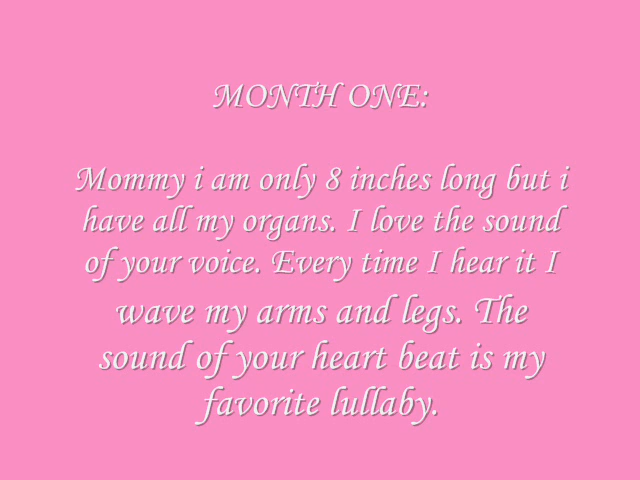 MONTH ONE:
Mommy i am only 8 inches long but i
have all my organs. I love the sound
of your voice. Every time I hear it I
wave my arms and legs. The
sound of your heart beat is my
favorite lullaby.